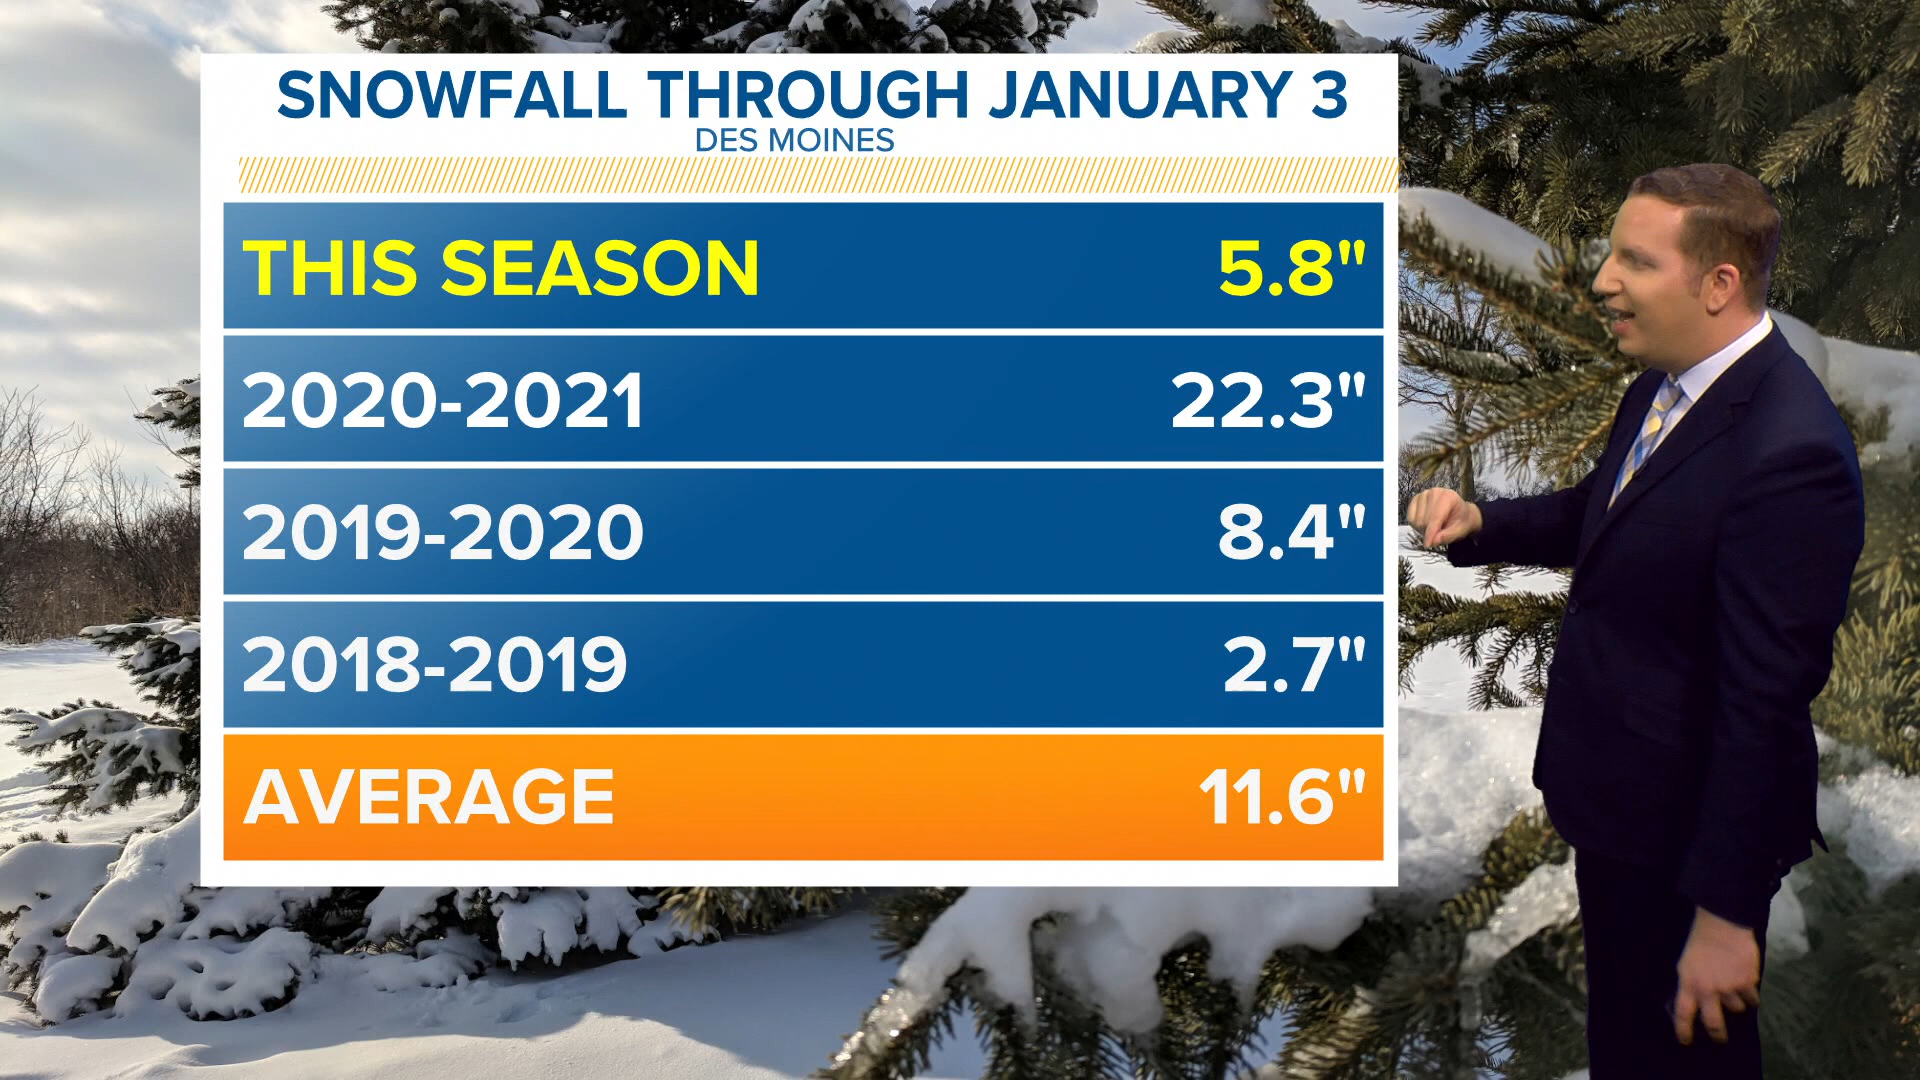 SNOWFALL THROUGH JANUARY 3
DES MOINES
THIS SEASON 5.8"
2020-2021 22.3"
2019-2020 8.4"
2018-2019 2.7"
AVERAGE 11.6"